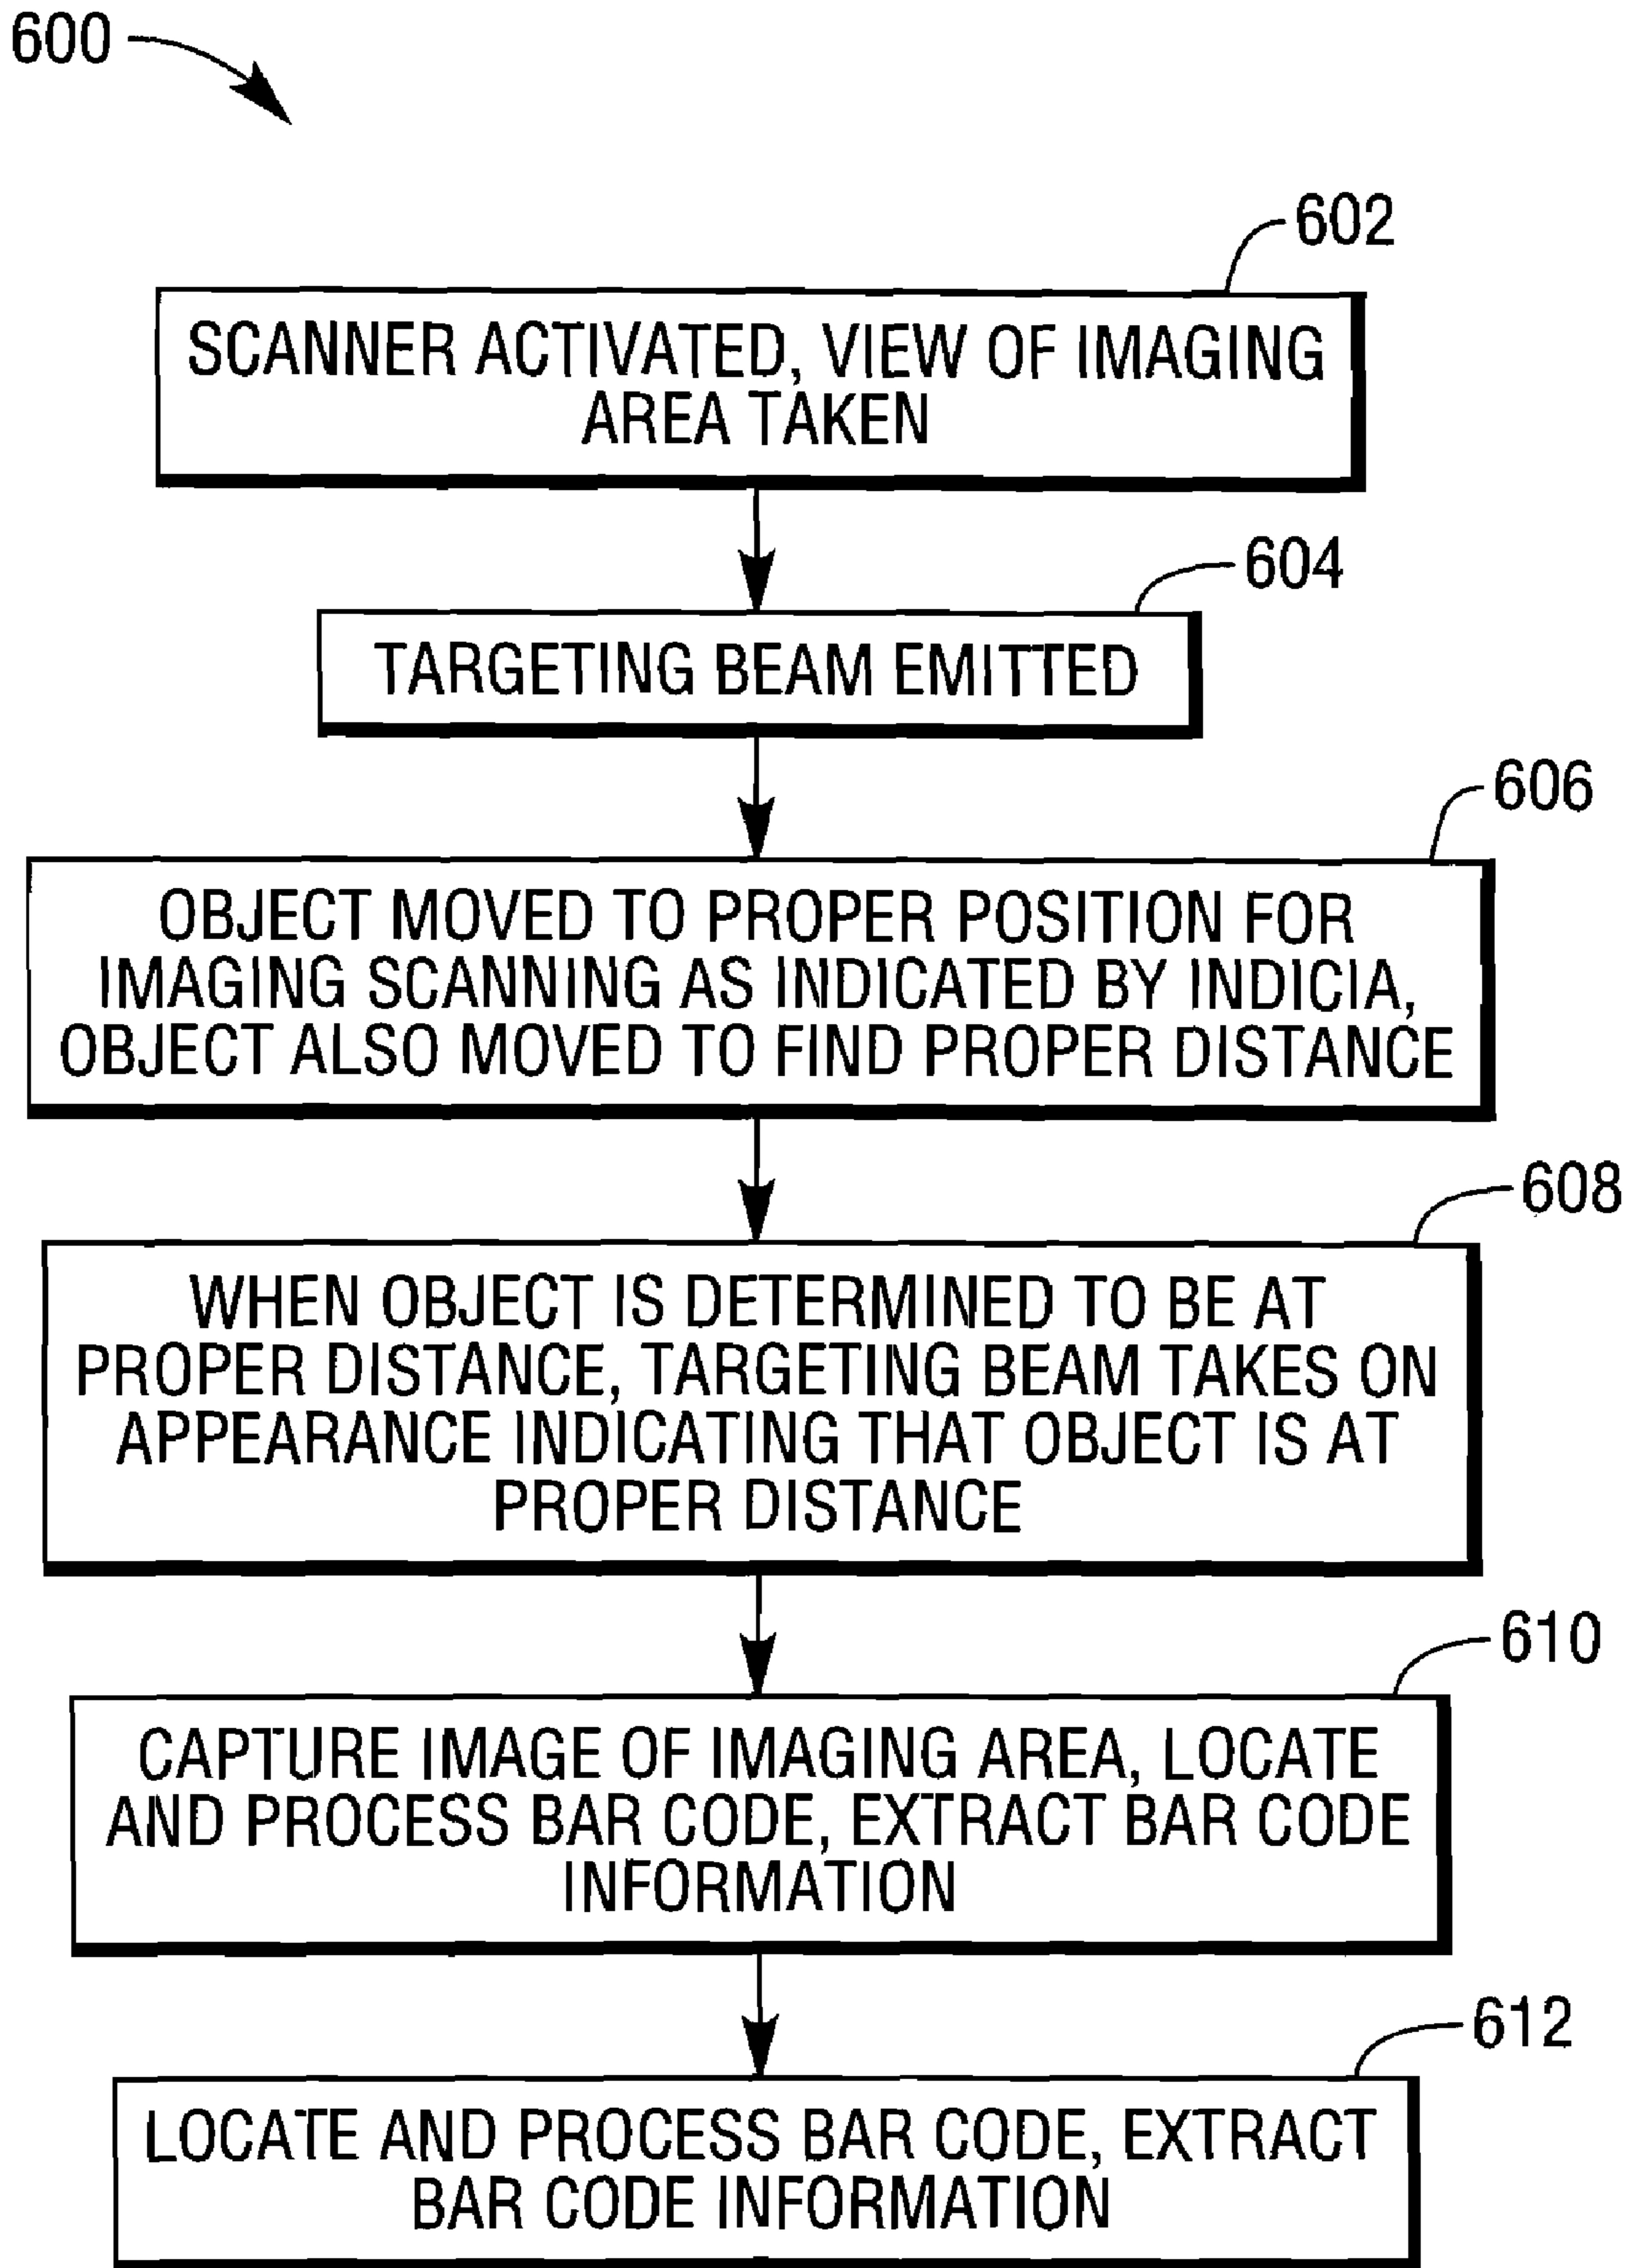 600
602
SCANNER ACTIVATED, VIEW OF IMAGING
AREA TAKEN
604
TARGETING BEAM EMITTED
606
OBJECT MOVED TO PROPER POSITION FOR
IMAGING SCANNING AS INDICATED BY INDICIA,
OBJECT ALSO MOVED TO FIND PROPER DISTANCE
608
WHEN OBJECT IS DETERMINED TO BE AT
PROPER DISTANCE, TARGETING BEAM TAKES ON
APPEARANCE INDICATING THAT OBJECT IS AT
PROPER DISTANCE
610
CAPTURE IMAGE OF IMAGING AREA, LOCATE
AND PROCESS BAR CODE, EXTRACT BAR CODE
INFORMATION
612
LOCATE AND PROCESS BAR CODE, EXTRACT
BAR CODE INFORMATION